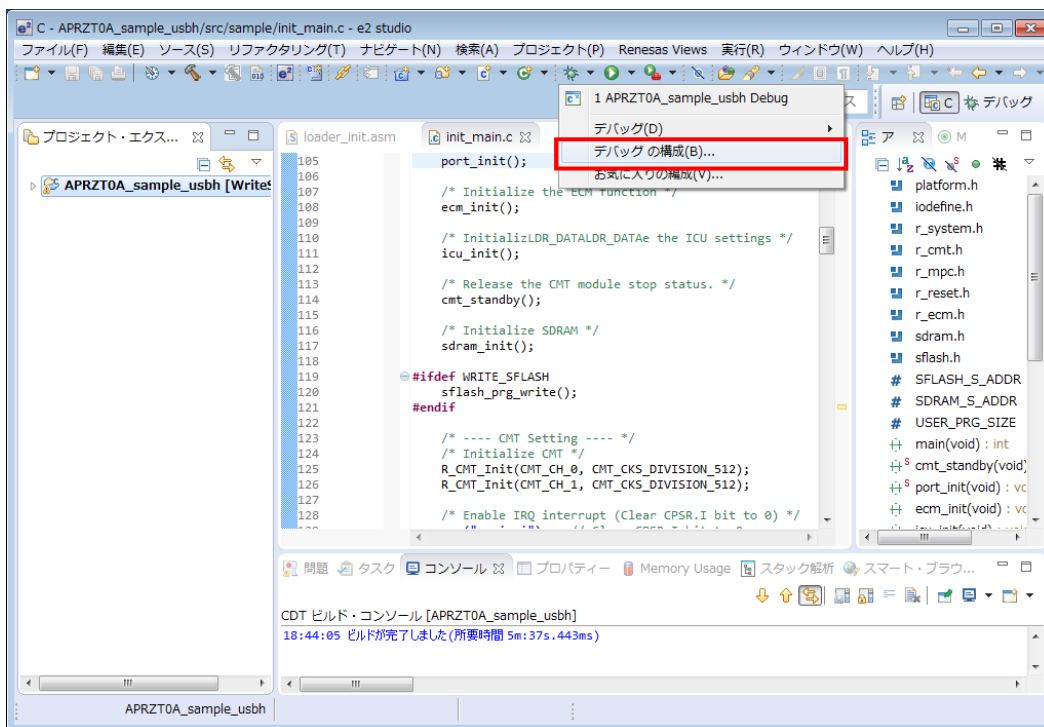 C - APRZT0A_sample_usbh/src/sample/init_main.c - e2 studio
ファイル(F) 編集(E) ソース(S) リファクタリング(T) ナビゲート(N) 検索(A) プロジェクト(P) Renesas Views 実行(R) ウィンドウ(W) ヘルプ(H)
1 APRZT0A_sample_usbh Debug
デバッグ(D)
デバッグ の構成(B)...
お気に入りの編成(V)...
ス
C
デバッグ
プロジェクト・エクス...
APRZT0A_sample_usbh [WriteS
loader_init.asm
init_main.c
105 port_init();
106
107 /* Initialize the ECM function */
108 ecm_init();
109
110 /* InitializLDR_DATALDR_DATAe the ICU settings */
111 icu_init();
112
113 /* Release the CMT module stop status. */
114 cmt_standby();
115
116 /* Initialize SDRAM */
117 sdram_init();
118
119 #ifdef WRITE_SFLASH
120 sflash_prg_write();
121 #endif
122
123 /* ---- CMT Setting ---- */
124 /* Initialize CMT */
125 R_CMT_Init(CMT_CH_0, CMT_CKS_DIVISION_512);
126 R_CMT_Init(CMT_CH_1, CMT_CKS_DIVISION_512);
127
128 /* Enable IRQ interrupt (Clear CPSR.I bit to 0) */
ア
M
platform.h
iodefine.h
r_system.h
r_cmt.h
r_mpc.h
r_reset.h
r_ecm.h
sdram.h
sflash.h
# SFLASH_S_ADDR
# SDRAM_S_ADDR
# USER_PRG_SIZE
main(void) : int
S cmt_standby(void)
S port_init(void) : vc
ecm_init(void) : vc
問題 タスク コンソール プロパティー Memory Usage スタック解析 スマート・ブラウ...
CDT ビルド・コンソール [APRZT0A_sample_usbh]
18:44:05 ビルドが完了しました(所要時間 5m:37s.443ms)
APRZT0A_sample_usbh